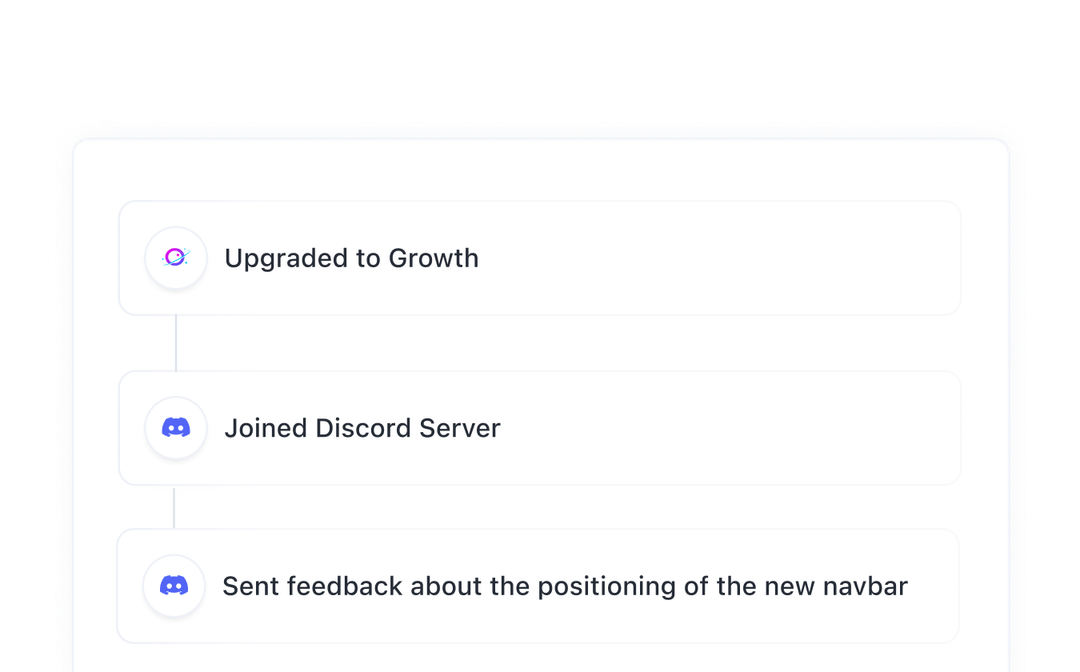 Upgraded to Growth
Joined Discord Server
Sent feedback about the positioning of the new navbar